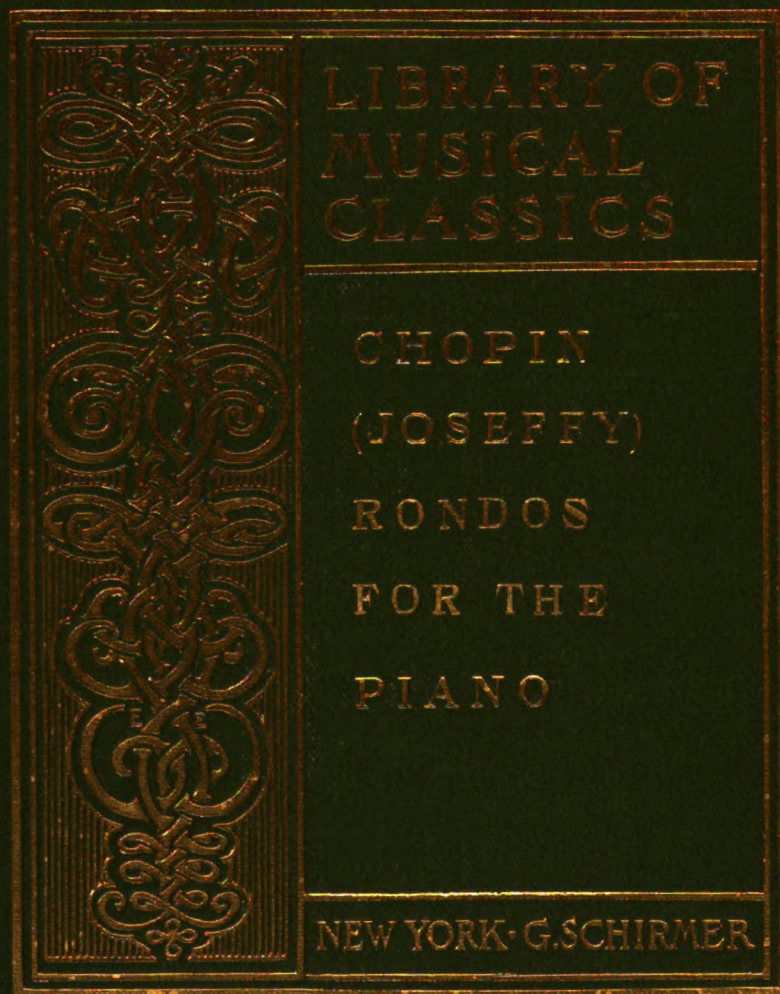 LIBRARY OF
MUSICAL
CLASSICS
CHOPIN
(JOSEFFY)
RONDOS
FOR THE
PIANO
E E
NEW YORK · G. SCHIRMER